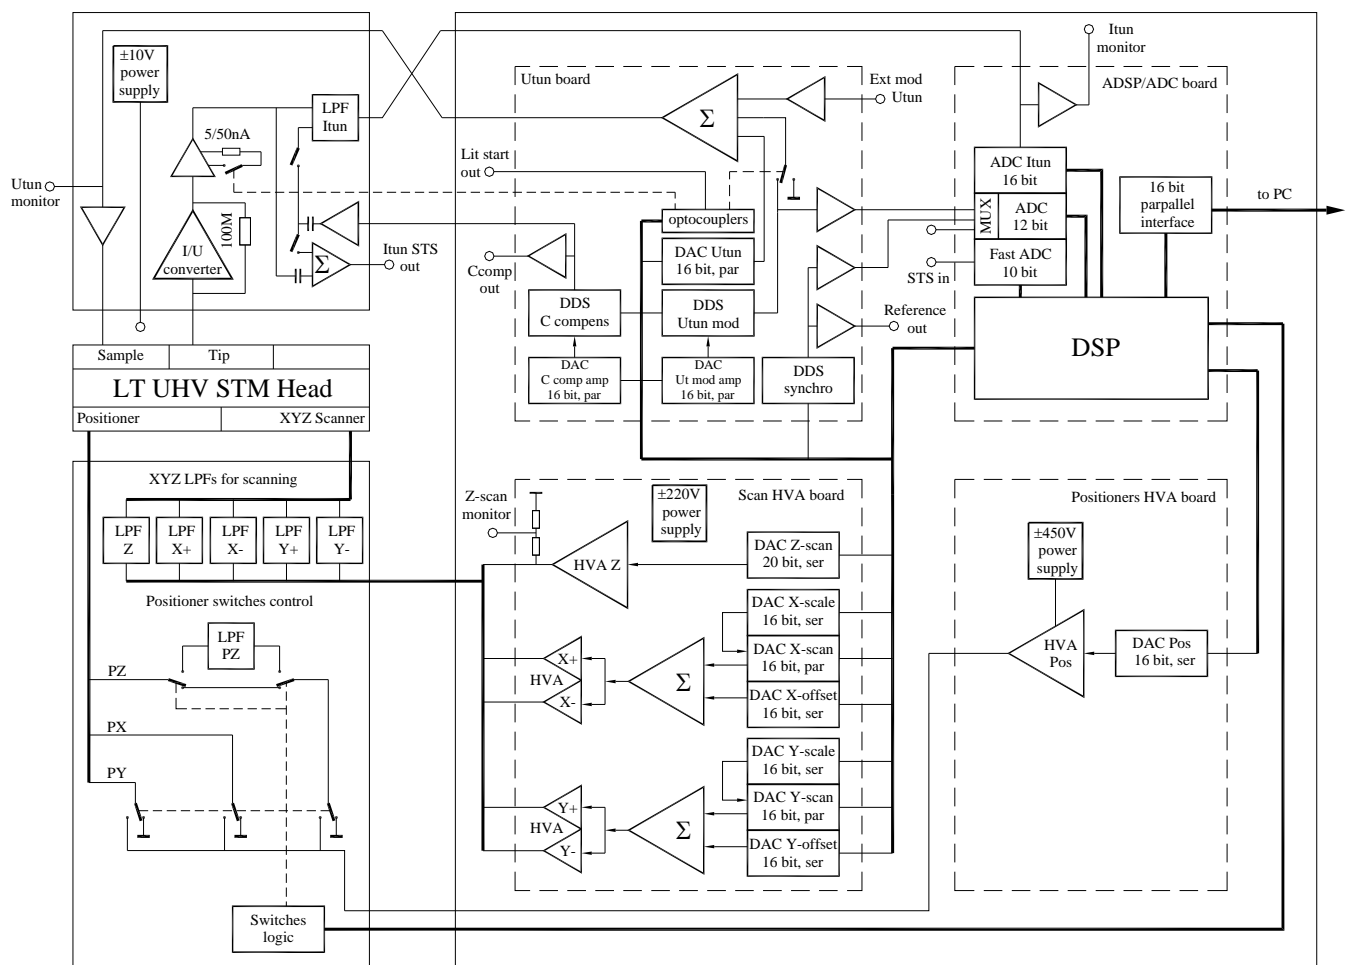 ±10V
power
supply
5/50nA
LPF
Itun
Utun
monitor
I/U
converter
100M
Σ
Itun STS
out
Sample
Tip
LT UHV STM Head
Positioner
XYZ Scanner
Utun board
Σ
Ext mod
Utun
Lit start
out
optocouplers
DAC Utun
16 bit, par
Ccomp
out
DDS
C compens
DDS
Utun mod
DAC
C comp amp
16 bit, par
DAC
Ut mod amp
16 bit, par
DDS
synchro
Reference
out
Itun
monitor
ADSP/ADC board
ADC Itun
16 bit
MUX
ADC
12 bit
Fast ADC
10 bit
STS in
16 bit
parpallel
interface
to PC
DSP
XYZ LPFs for scanning
LPF
Z
LPF
X+
LPF
X-
LPF
Y+
LPF
Y-
Positioner switches control
LPF
PZ
PZ
PX
PY
Switches
logic
Z-scan
monitor
±220V
power
supply
Scan HVA board
HVA Z
DAC Z-scan
20 bit, ser
DAC X-scale
16 bit, ser
DAC X-scan
16 bit, par
DAC X-offset
16 bit, ser
X+
HVA
X-
Σ
DAC Y-scale
16 bit, ser
DAC Y-scan
16 bit, par
DAC Y-offset
16 bit, ser
Y+
HVA
Y-
Σ
Positioners HVA board
±450V
power
supply
HVA
Pos
DAC Pos
16 bit, ser